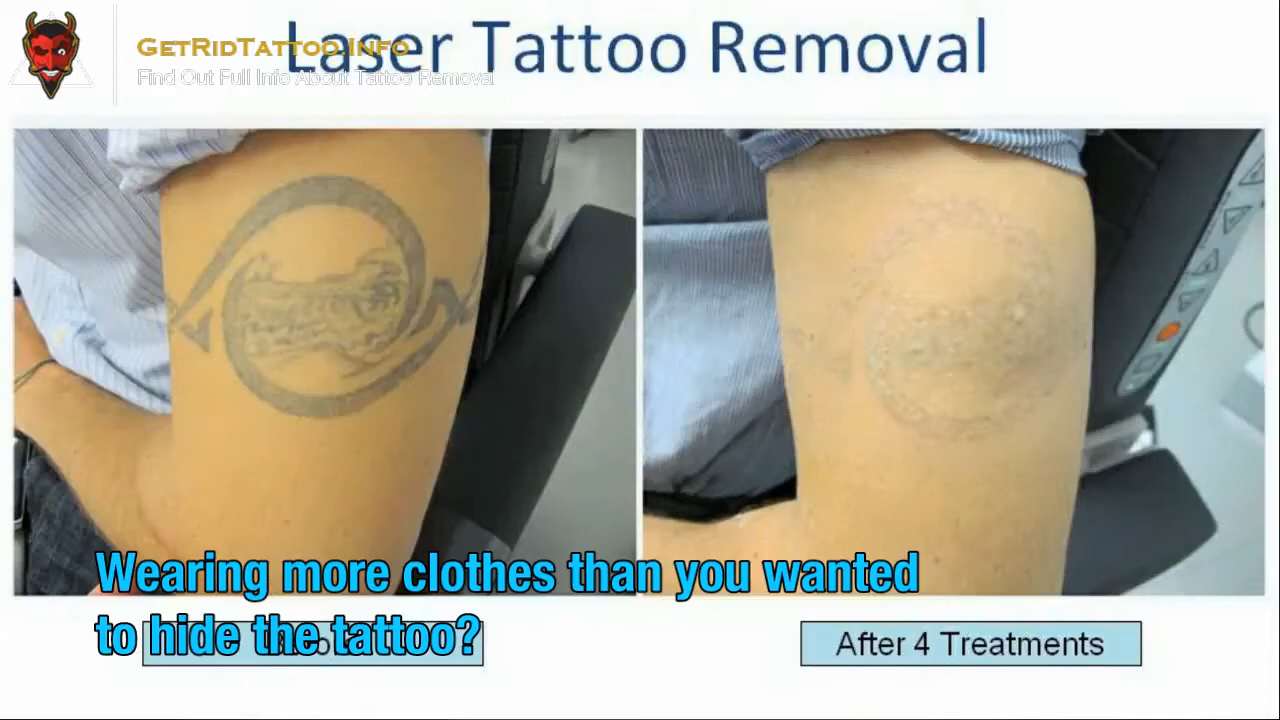 Laser Tattoo Removal
GetRidTattoo.Info
Find Out Full Info About Tattoo Removal
Wearing more clothes than you wanted
to hide the tattoo?
After 4 Treatments